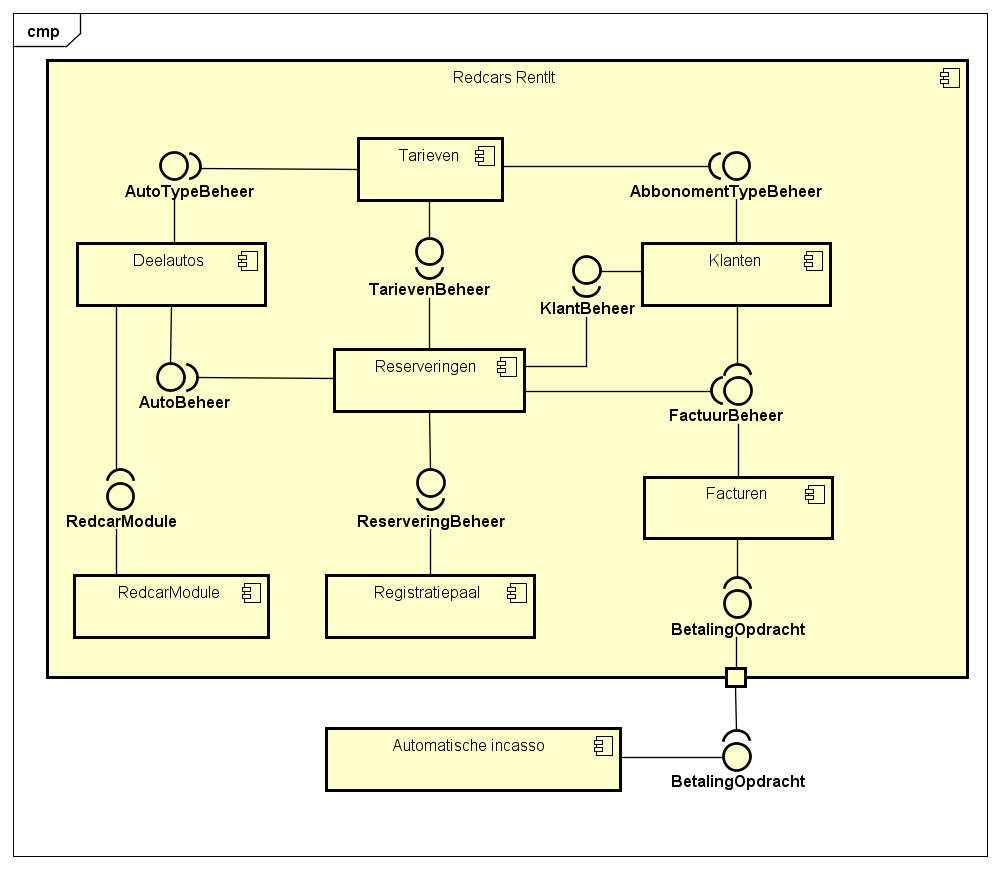 cmp
Redcars RentIt
Tarieven
AutoTypeBeheer
AbbonomentTypeBeheer
Deelautos
Klanten
TarievenBeheer
KlantBeheer
Reserveringen
AutoBeheer
FactuurBeheer
Facturen
RedcarModule
ReserveringBeheer
RedcarModule
Registratiepaal
BetalingOpdracht
Automatische incasso
BetalingOpdracht